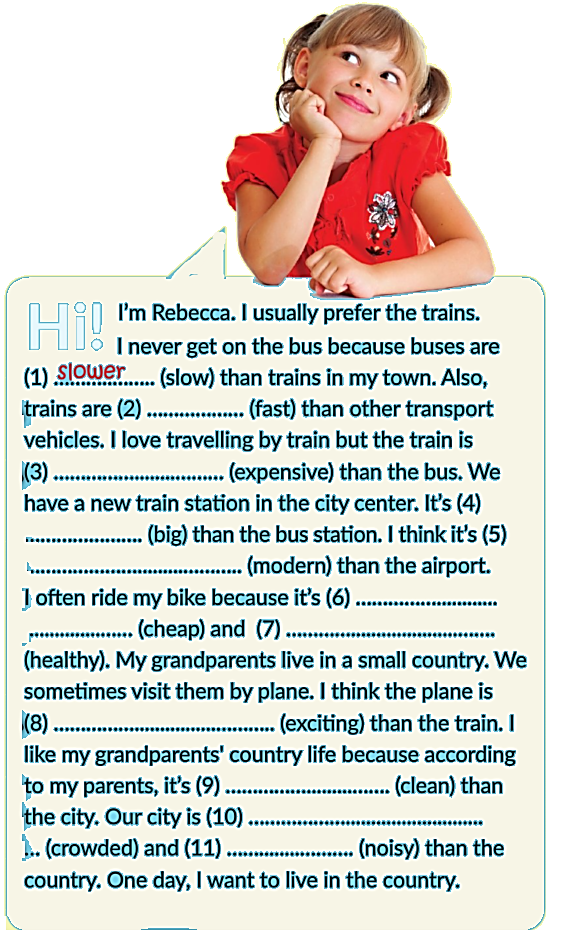 Hi! I'm Rebecca. I usually prefer the trains.
I never get on the bus because buses are
(1) slower (slow) than trains in my town. Also,
trains are (2) ................... (fast) than other transport
vehicles. I love travelling by train but the train is
(3) .................................. (expensive) than the bus. We
have a new train station in the city center. It's (4)
....................... (big) than the bus station. I think it's (5)
.......................................... (modern) than the airport.
I often ride my bike because it's (6) ............................
..................... (cheap) and (7) .........................................
(healthy). My grandparents live in a small country. We
sometimes visit them by plane. I think the plane is
(8) ............................................ (exciting) than the train. I
like my grandparents' country life because according
to my parents, it's (9) ................................. (clean) than
the city. Our city is (10) ...............................................
... (crowded) and (11) ......................... (noisy) than the
country. One day, I want to live in the country.